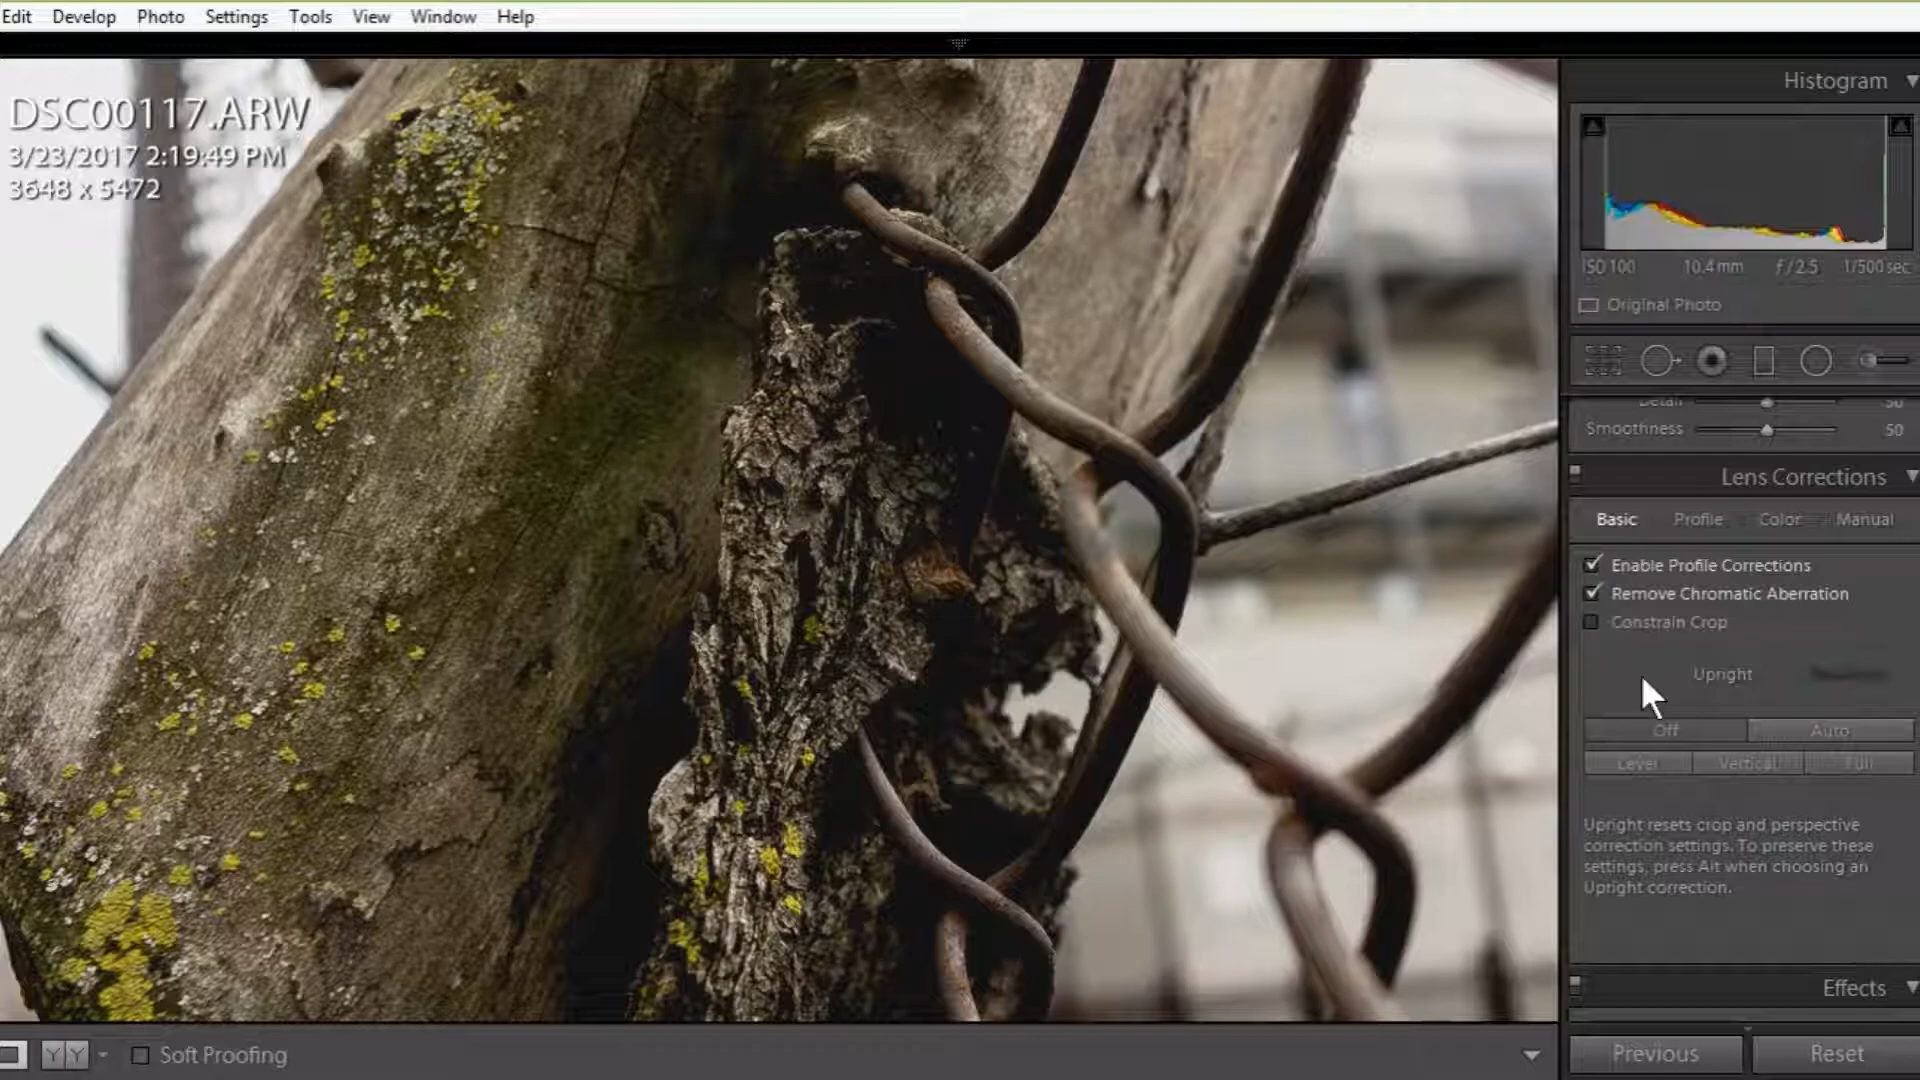 Edit Develop Photo Settings Tools View Window Help
DSC00117.ARW
3/23/2017 2:19:49 PM
3648 x 5472
Histogram
ISO 100 10.4mm f / 2.5 1/500 sec
Original Photo
Detail 50
Smoothness 50
Lens Corrections
Basic Profile Color Manual
Enable Profile Corrections
Remove Chromatic Aberration
Constrain Crop
Upright
Off Auto
Level Vertical Full
Upright resets crop and perspective
correction settings. To preserve these
settings, press Alt when choosing an
Upright correction.
Effects
Y Y Soft Proofing
Previous Reset